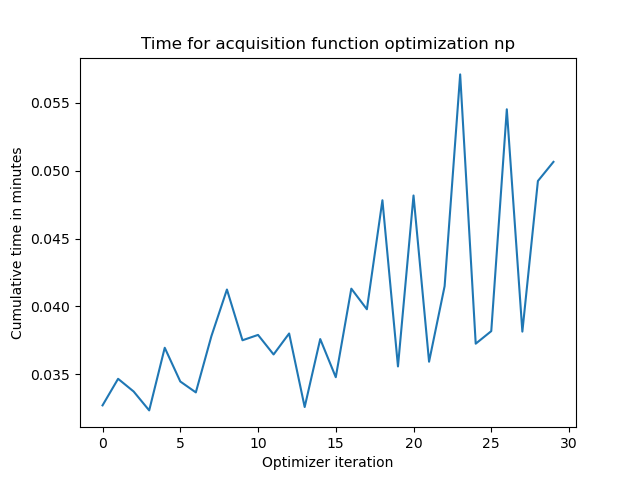 Time for acquisition function optimization np
Cumulative time in minutes
0.055
0.050
0.045
0.040
0.035
0 5 10 15 20 25 30
Optimizer iteration